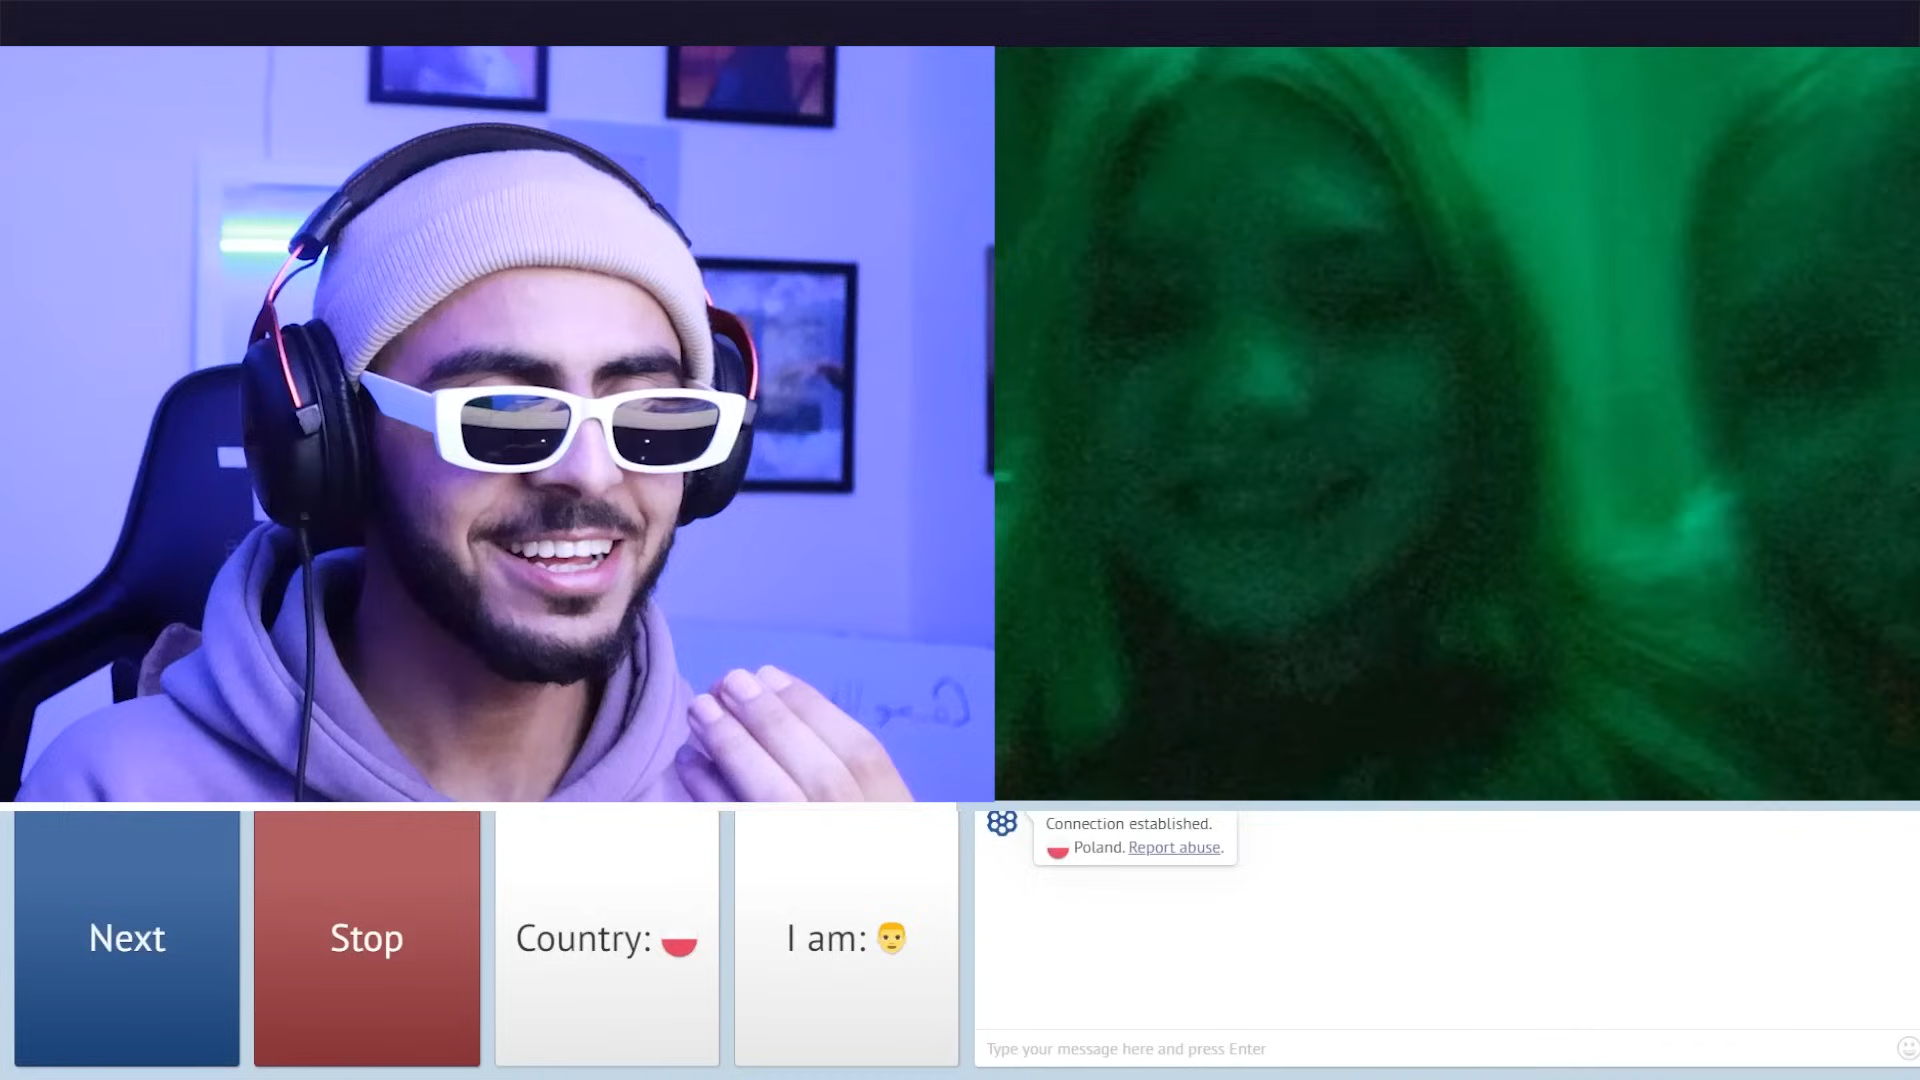 Connection established.
Poland. Report abuse.
Next
Stop
Country:
I am:
Type your message here and press Enter